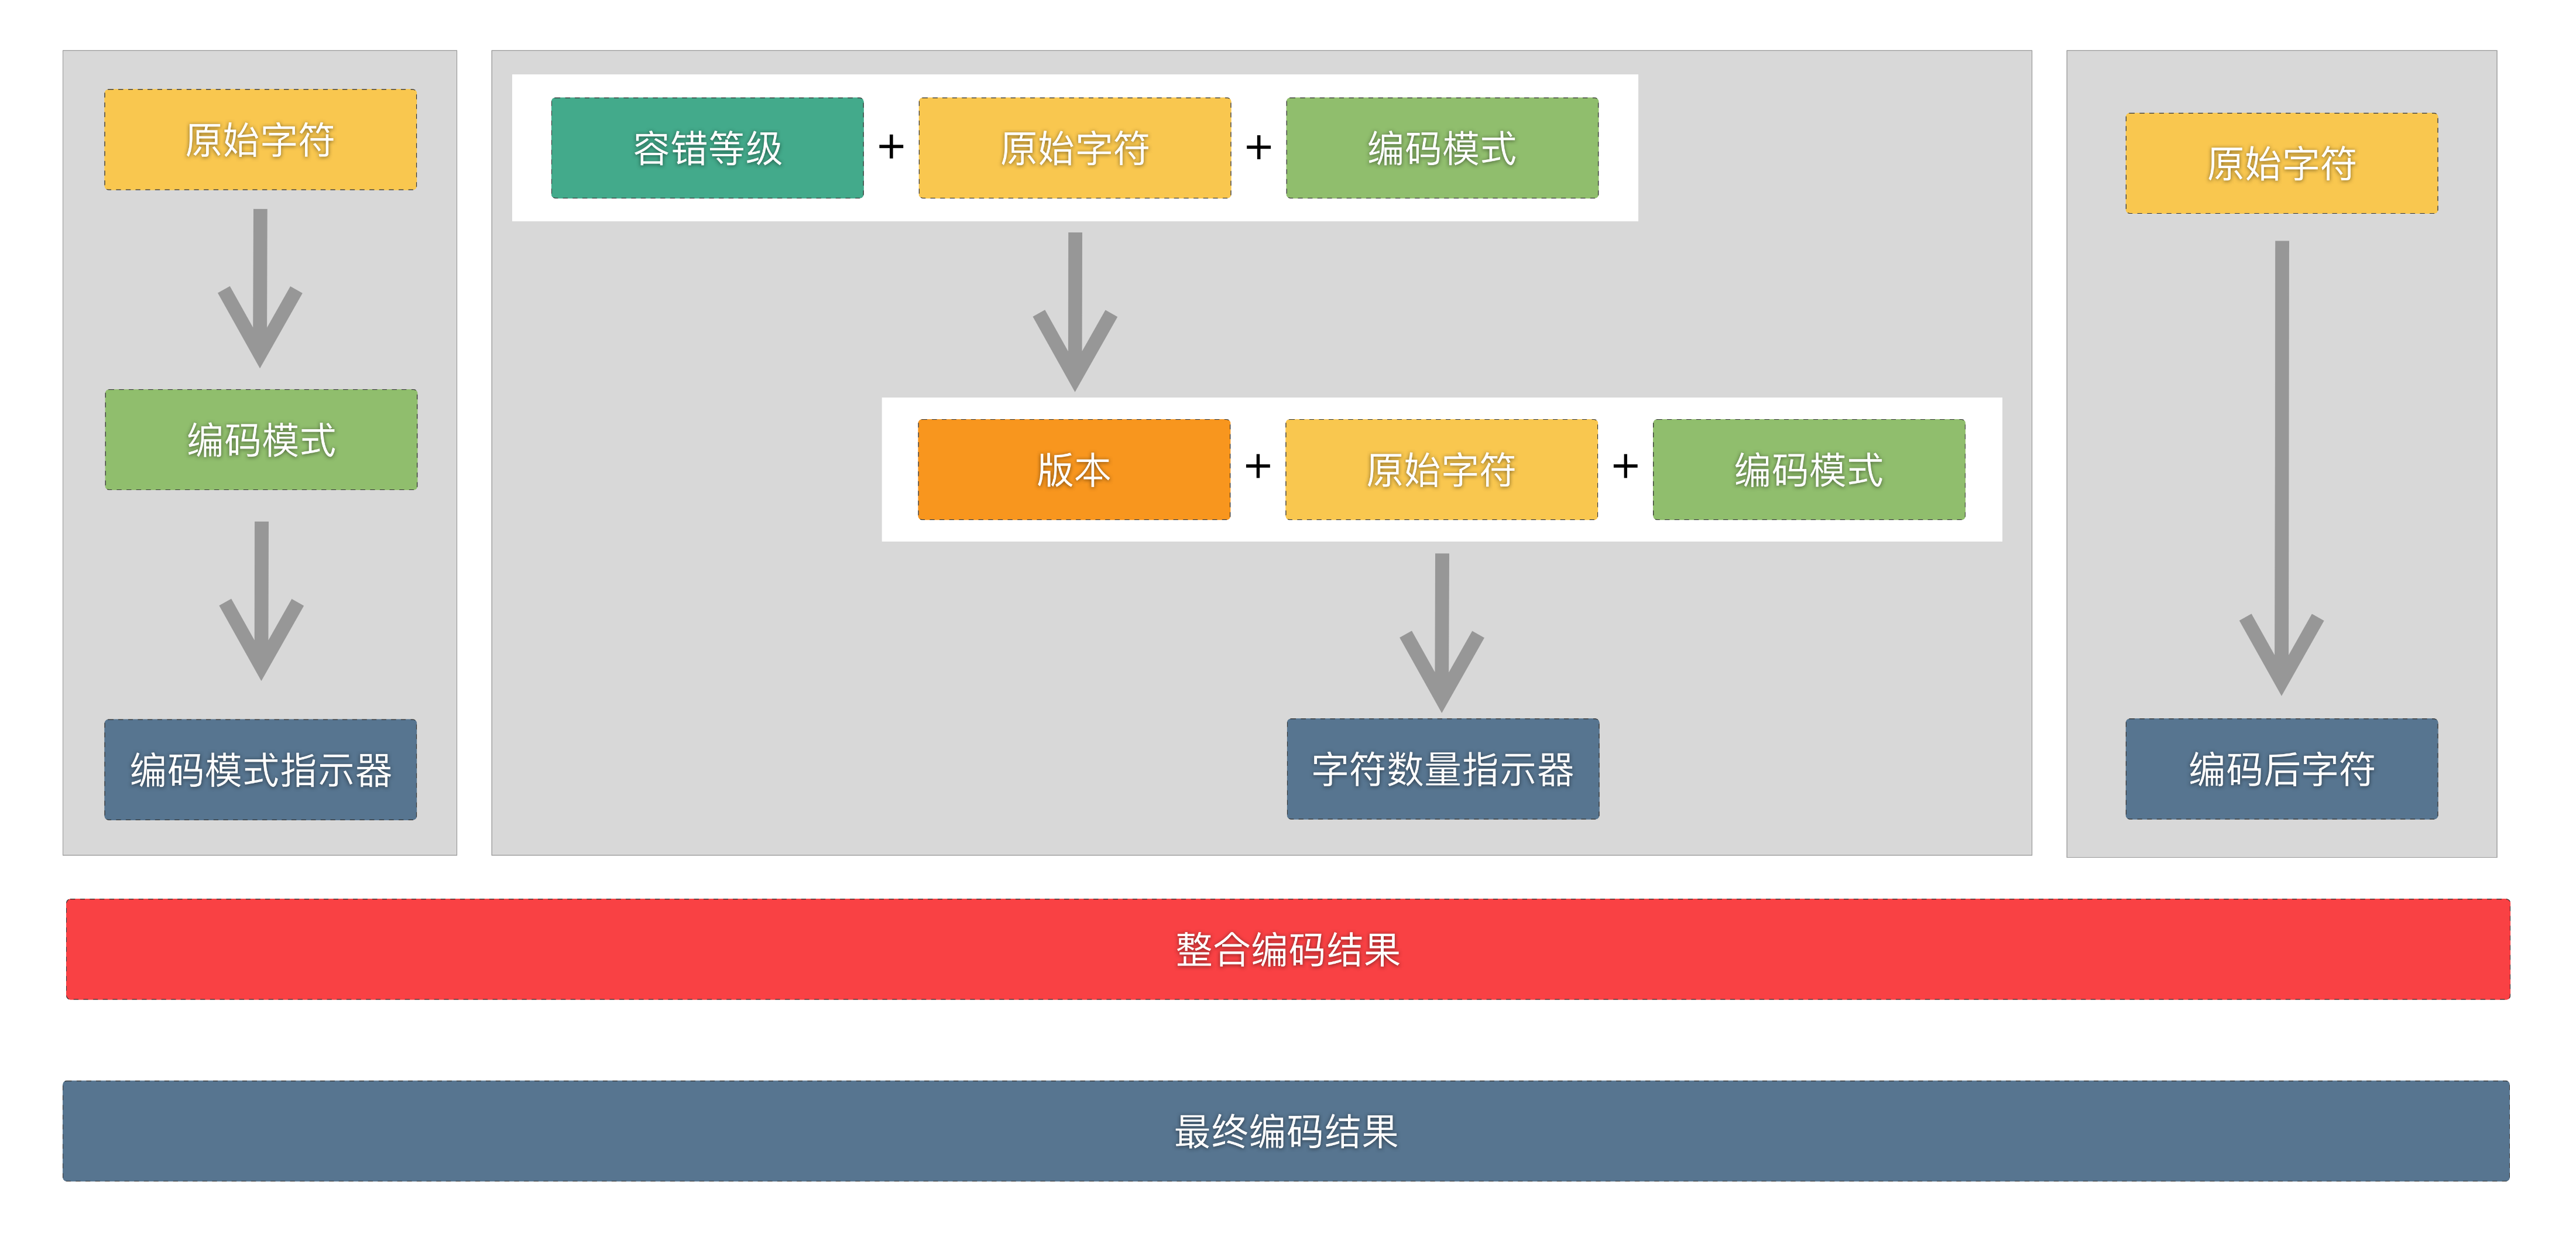 原始字符
编码模式
编码模式指示器
容错等级 + 原始字符 + 编码模式
版本 + 原始字符 + 编码模式
字符数量指示器
原始字符
编码后字符
整合编码结果
最终编码结果